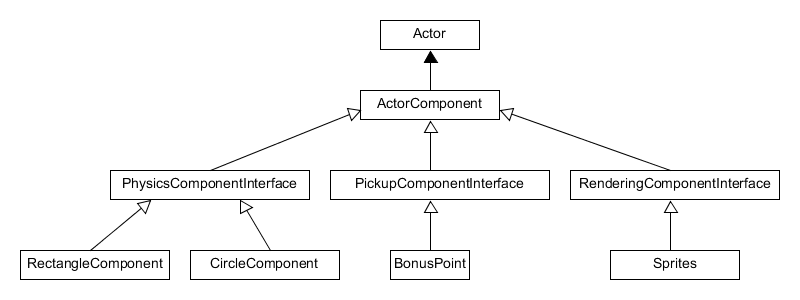 Actor
ActorComponent
PhysicsComponentInterface
PickupComponentInterface
RenderingComponentInterface
RectangleComponent
CircleComponent
BonusPoint
Sprites